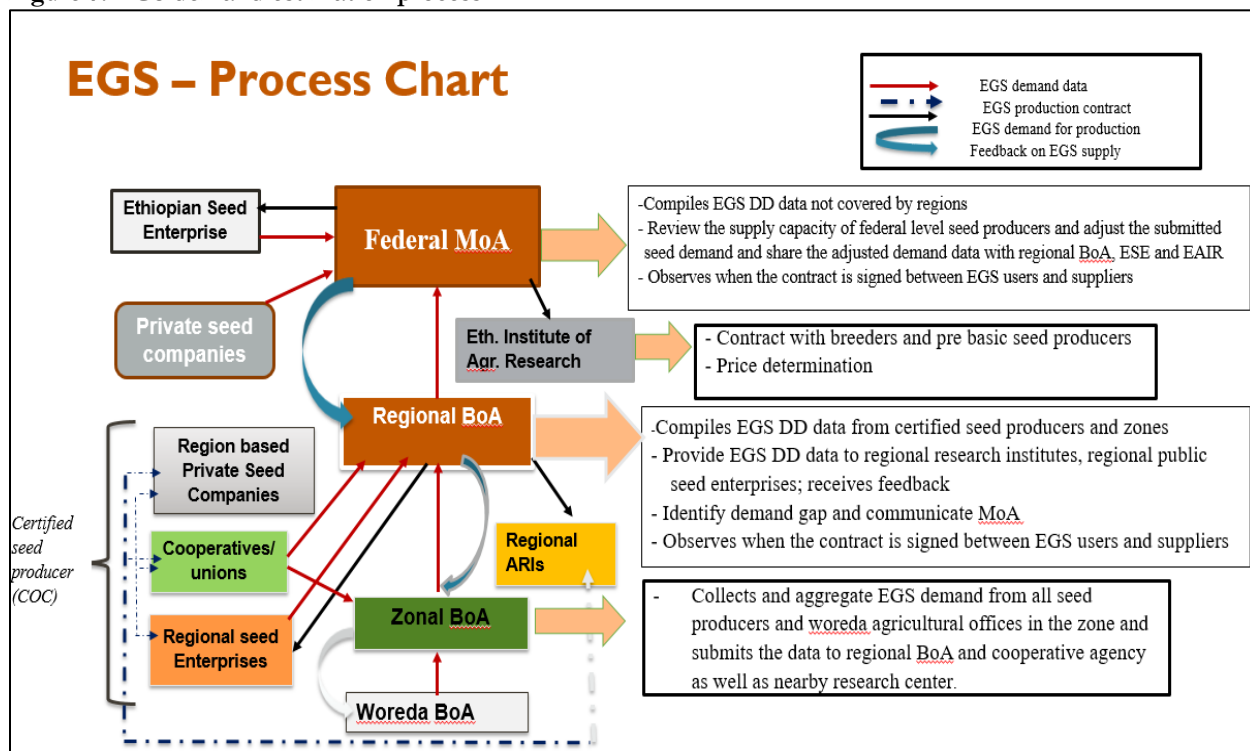 EGS – Process Chart
EGS demand data
EGS production contract
EGS demand for production
Feedback on EGS supply
Ethiopian Seed
Enterprise
Federal MoA
-Compiles EGS DD data not covered by regions
- Review the supply capacity of federal level seed producers and adjust the submitted
seed demand and share the adjusted demand data with regional BoA, ESE and EAIR
- Observes when the contract is signed between EGS users and suppliers
Private seed
companies
Eth. Institute of
Agr. Research
- Contract with breeders and pre basic seed producers
- Price determination
Regional BoA
-Compiles EGS DD data from certified seed producers and zones
- Provide EGS DD data to regional research institutes, regional public
seed enterprises; receives feedback
- Identify demand gap and communicate MoA
- Observes when the contract is signed between EGS users and suppliers
Region based
Private Seed
Companies
Certified
seed
producer
(COC)
Cooperatives/
unions
Regional
ARIs
Regional seed
Enterprises
Zonal BoA
- Collects and aggregate EGS demand from all seed
producers and woreda agricultural offices in the zone and
submits the data to regional BoA and cooperative agency
as well as nearby research center.
Woreda BoA